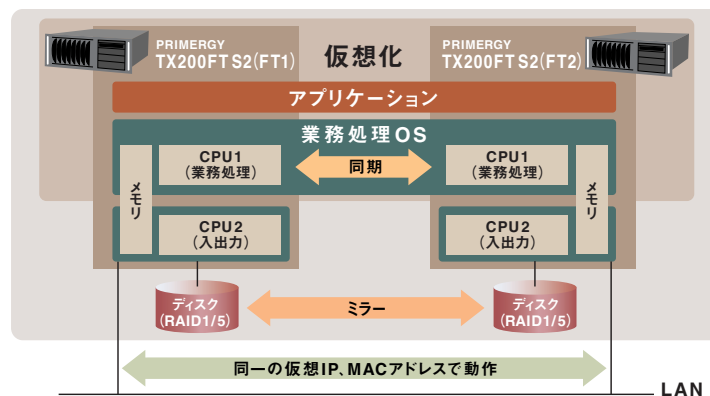 PRIMERGY
TX200FT S2(FT1)
仮想化
PRIMERGY
TX200FT S2(FT2)
アプリケーション
業務処理OS
メモリ
CPU1
(業務処理)
同期
CPU1
(業務処理)
メモリ
CPU2
(入出力)
CPU2
(入出力)
ディスク
(RAID1/5)
ミラー
ディスク
(RAID1/5)
同一の仮想IP、MACアドレスで動作
LAN